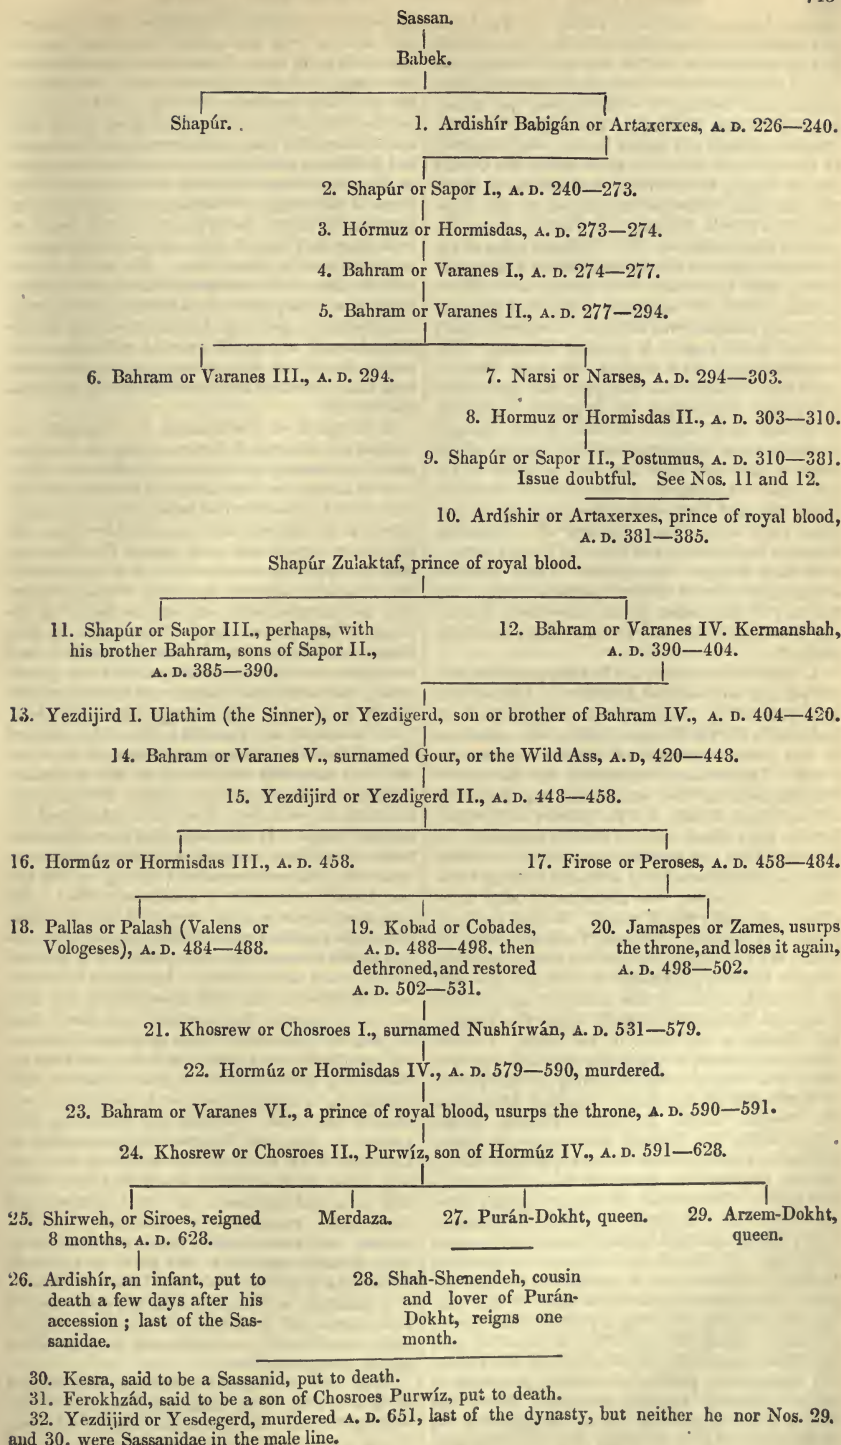 Sassan.
Babek.
Shapúr.
1. Ardishír Babigán or Artaxerxes, A. D. 226—240.
2. Shapúr or Sapor I., A. D. 240—273.
3. Hórmuz or Hormisdas, A. D. 273—274.
4. Bahram or Varanes I., A. D. 274—277.
5. Bahram or Varanes II., A. D. 277—294.
6. Bahram or Varanes III., A. D. 294.
7. Narsi or Narses, A. D. 294—303.
8. Hormuz or Hormisdas II., A. D. 303—310.
9. Shapúr or Sapor II., Postumus, A. D. 310—381.
Issue doubtful. See Nos. 11 and 12.
10. Ardíshir or Artaxerxes, prince of royal blood,
A. D. 381—385.
Shapúr Zulaktaf, prince of royal blood.
11. Shapúr or Sapor III., perhaps, with
his brother Bahram, sons of Sapor II.,
A. D. 385—390.
12. Bahram or Varanes IV. Kermanshah,
A. D. 390—404.
13. Yezdijird I. Ulathim (the Sinner), or Yezdigerd, son or brother of Bahram IV., A. D. 404—420.
14. Bahram or Varanes V., surnamed Gour, or the Wild Ass, A. D, 420—448.
15. Yezdijird or Yezdigerd II., A. D. 448—458.
16. Hormúz or Hormisdas III., A. D. 458.
17. Firose or Peroses, A. D. 458—484.
18. Pallas or Palash (Valens or
Vologeses), A. D. 484—488.
19. Kobad or Cobades,
A. D. 488—498. then
dethroned, and restored
A. D. 502—531.
20. Jamaspes or Zames, usurps
the throne, and loses it again,
A. D. 498—502.
21. Khosrew or Chosroes I., surnamed Nushírwán, A. D. 531—579.
22. Hormúz or Hormisdas IV., A. D. 579—590, murdered.
23. Bahram or Varanes VI., a prince of royal blood, usurps the throne, A. D. 590—591.
24. Khosrew or Chosroes II., Purwíz, son of Hormúz IV., A. D. 591—628.
25. Shirweh, or Siroes, reigned
8 months, A. D. 628.
Merdaza.
27. Purán-Dokht, queen.
29. Arzem-Dokht,
queen.
26. Ardishír, an infant, put to
death a few days after his
accession ; last of the Sas-
sanidae.
28. Shah-Shenendeh, cousin
and lover of Purán-
Dokht, reigns one
month.
30. Kesra, said to be a Sassanid, put to death.
31. Ferokhzád, said to be a son of Chosroes Purwíz, put to death.
32. Yezdijird or Yesdegerd, murdered A. D. 651, last of the dynasty, but neither he nor Nos. 29,
and 30. were Sassanidae in the male line.